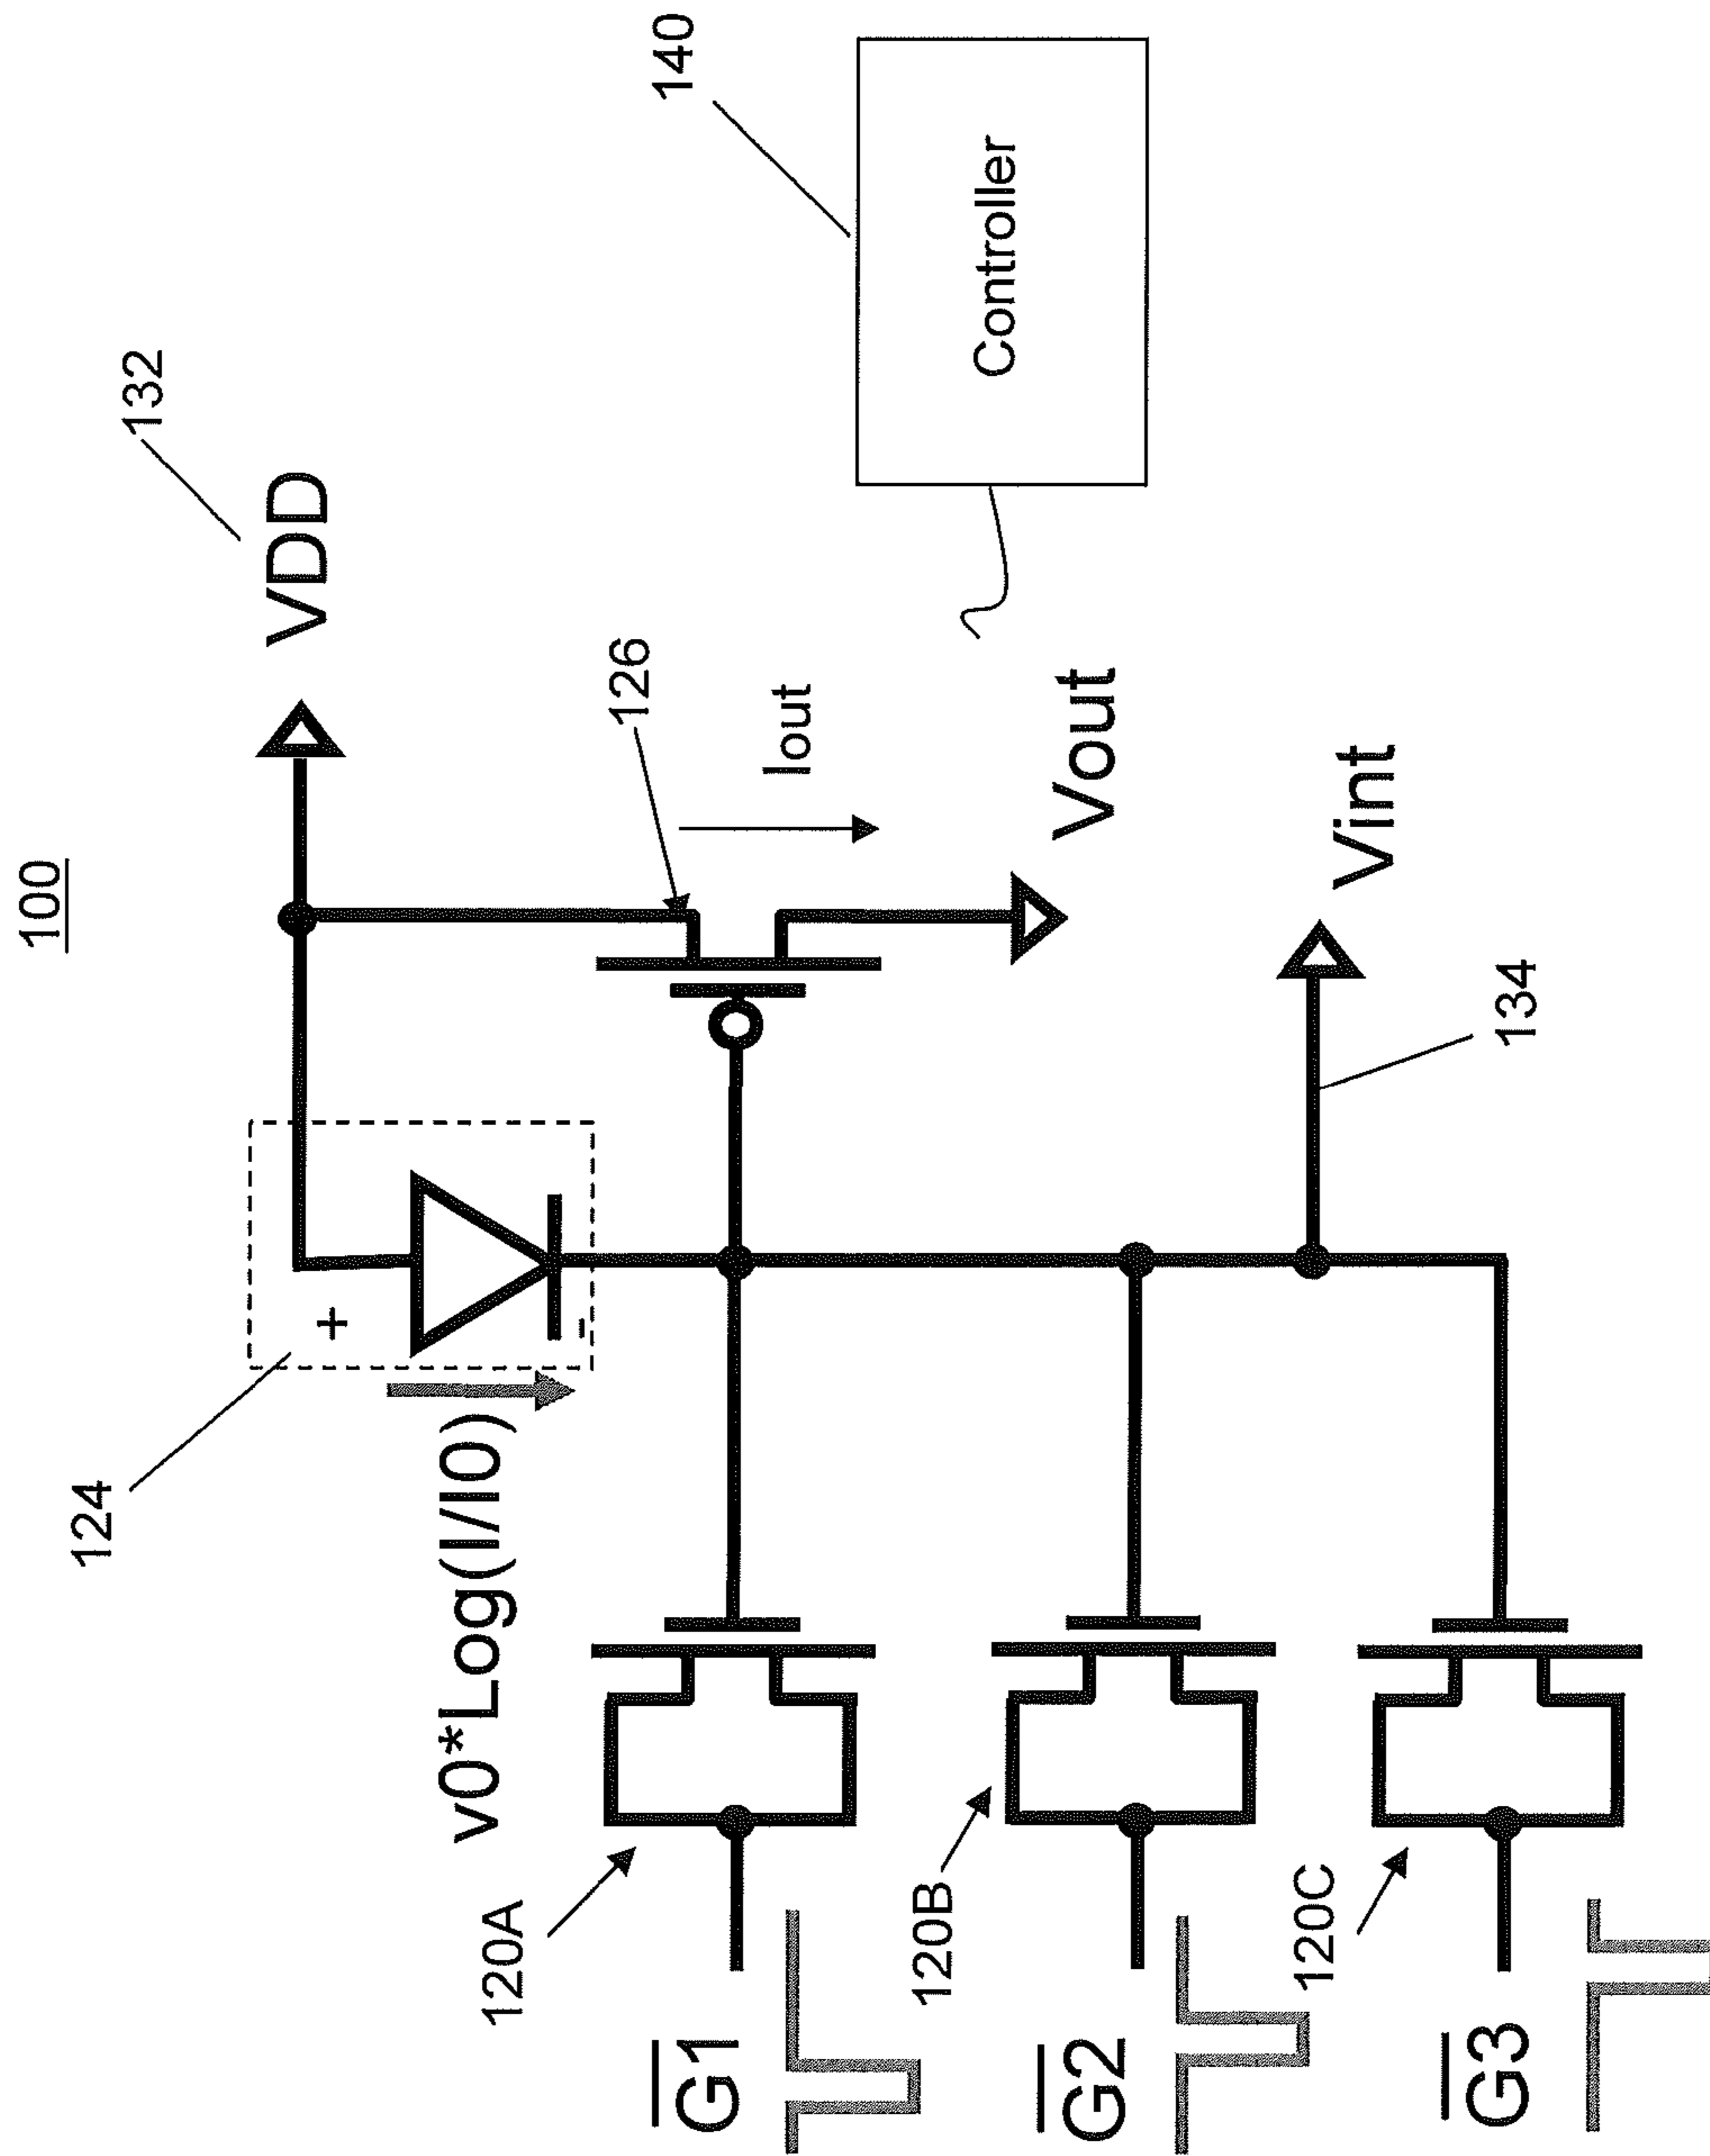 100
132
VDD
124
+
-
v0*Log(I/I0)
126
Iout
140
Controller
Vout
Vint
134
120A
G1
120B
G2
120C
G3